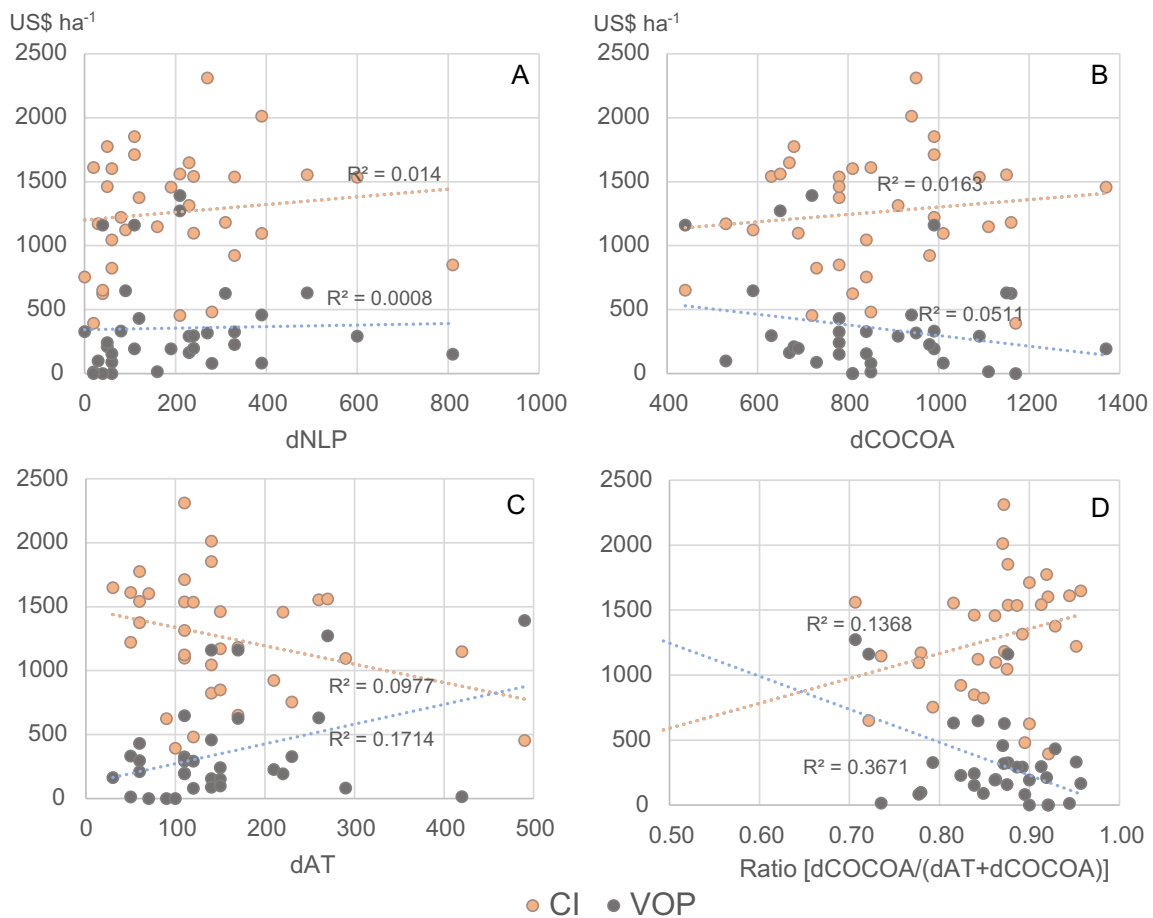 US$ ha-1
US$ ha-1
2500
A
2000
1500
R² = 0.014
1000
500
R² = 0.0008
0
0 200 400 600 800 1000
dNLP
2500
B
2000
1500
R² = 0.0163
1000
500
R² = 0.0511
0
400 600 800 1000 1200 1400
dCOCOA
2500
C
2000
1500
1000
R² = 0.0977
500
R² = 0.1714
0
0 100 200 300 400 500
dAT
2500
D
2000
1500
R² = 0.1368
1000
500
R² = 0.3671
0
0.50 0.60 0.70 0.80 0.90 1.00
Ratio [dCOCOA/(dAT+dCOCOA)]
CI VOP